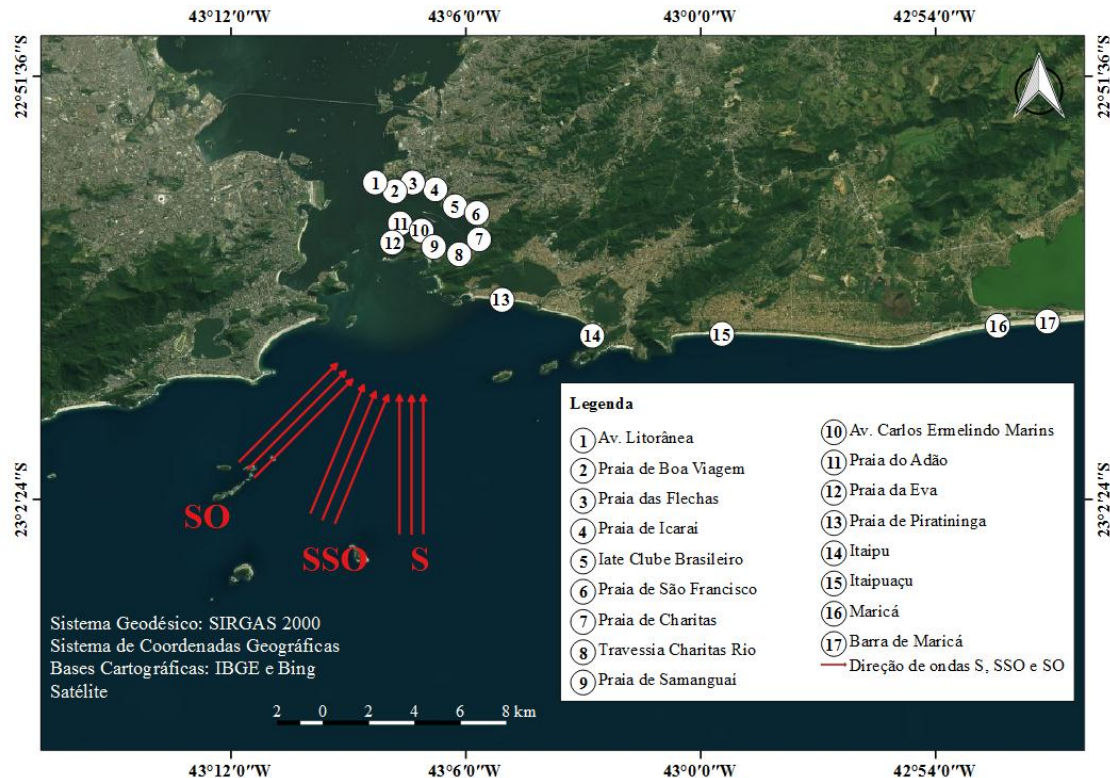 43°12'0"W 43°6'0"W 43°0'0"W 42°54'0"W
22°51'36"S 22°51'36"S
1 2 3 4 5 6
11 10 12 9 8 7
13 14 15 16 17
SO
SSO
S
23°2'24"S 23°2'24"S
Legenda
1 Av. Litorânea
2 Praia de Boa Viagem
3 Praia das Flechas
4 Praia de Icaraí
5 Iate Clube Brasileiro
6 Praia de São Francisco
7 Praia de Charitas
8 Travessia Charitas Rio
9 Praia de Samanguai
10 Av. Carlos Ermelindo Marins
11 Praia do Adão
12 Praia da Eva
13 Praia de Piratininga
14 Itaipu
15 Itaipuaçu
16 Maricá
17 Barra de Maricá
Direção de ondas S, SSO e SO
Sistema Geodésico: SIRGAS 2000
Sistema de Coordenadas Geográficas
Bases Cartográficas: IBGE e Bing
Satélite
2 0 2 4 6 8 km
43°12'0"W 43°6'0"W 43°0'0"W 42°54'0"W